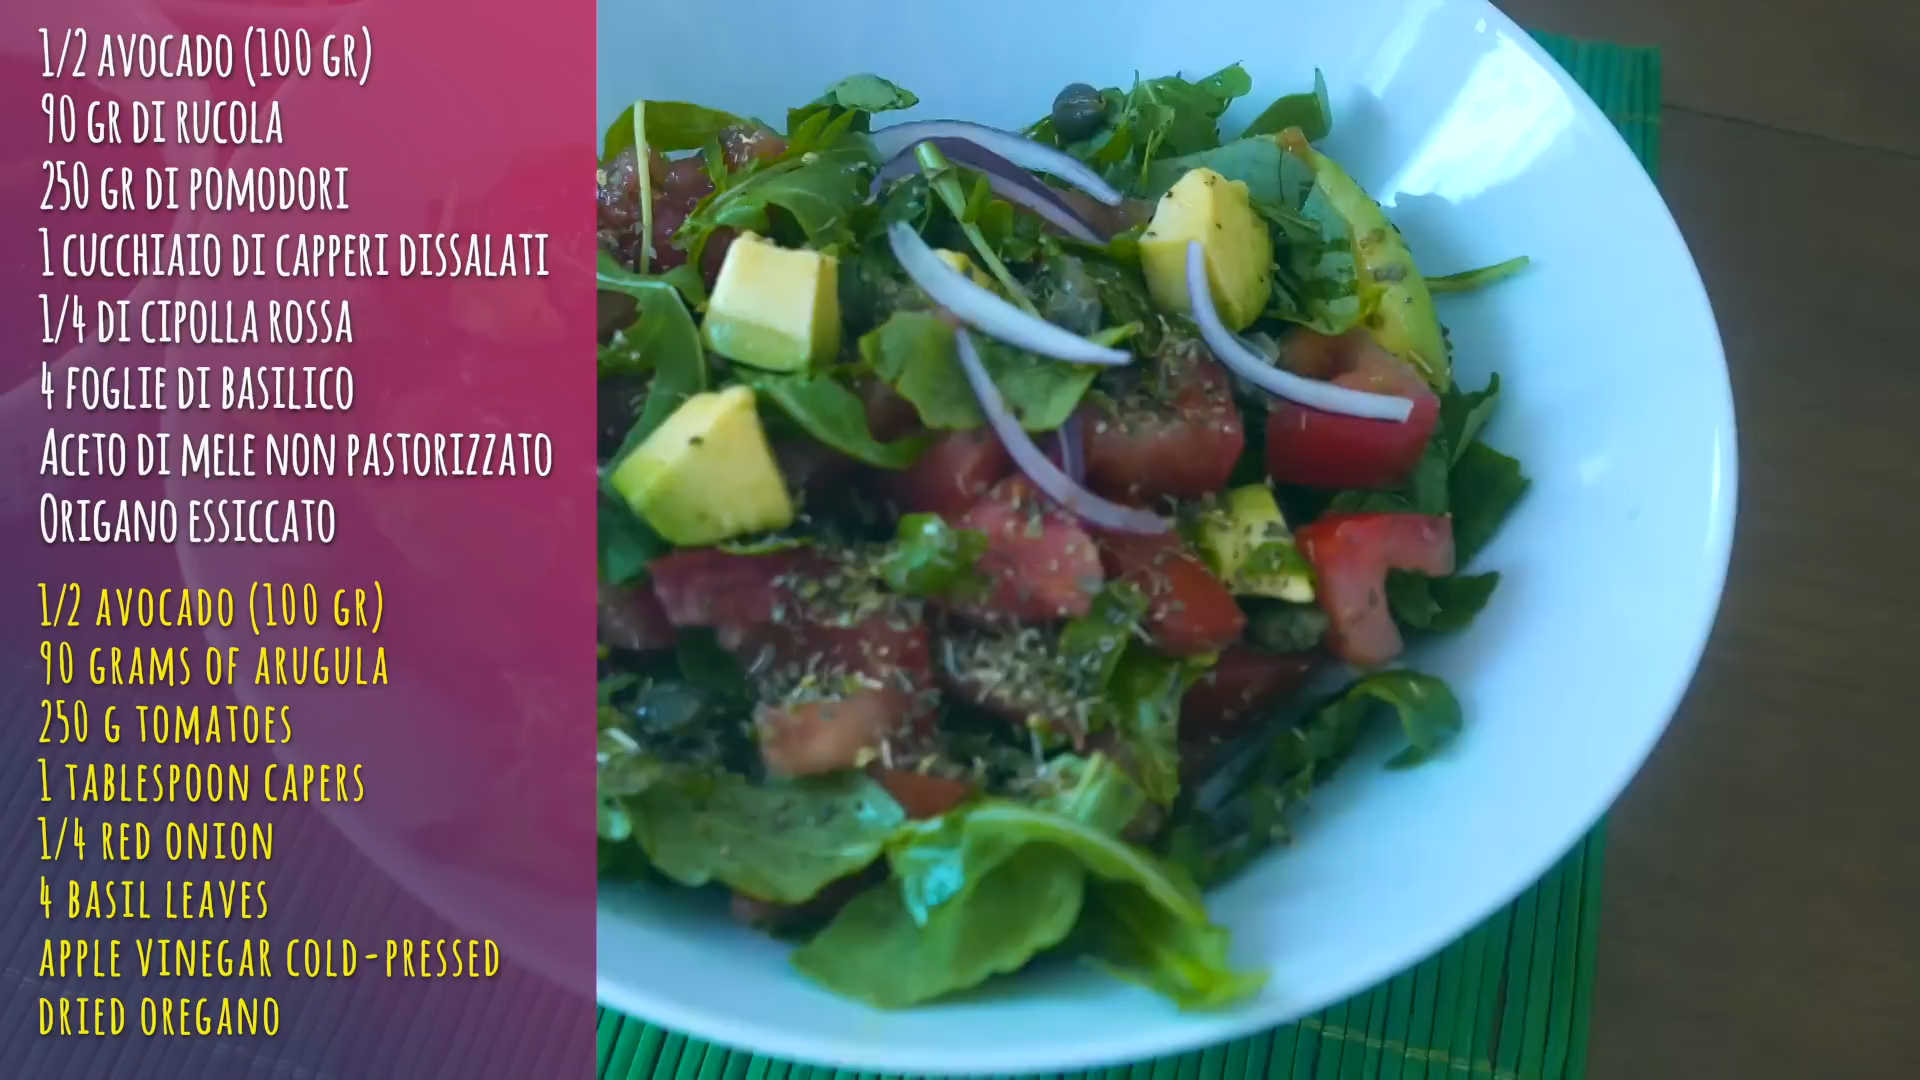 1/2 AVOCADO (100 GR)
90 GR DI RUCOLA
250 GR DI POMODORI
1 CUCCHIAIO DI CAPPERI DISSALATI
1/4 DI CIPOLLA ROSSA
4 FOGLIE DI BASILICO
ACETO DI MELE NON PASTORIZZATO
ORIGANO ESSICCATO
1/2 AVOCADO (100 GR)
90 GRAMS OF ARUGULA
250 G TOMATOES
1 TABLESPOON CAPERS
1/4 RED ONION
4 BASIL LEAVES
APPLE VINEGAR COLD-PRESSED
DRIED OREGANO